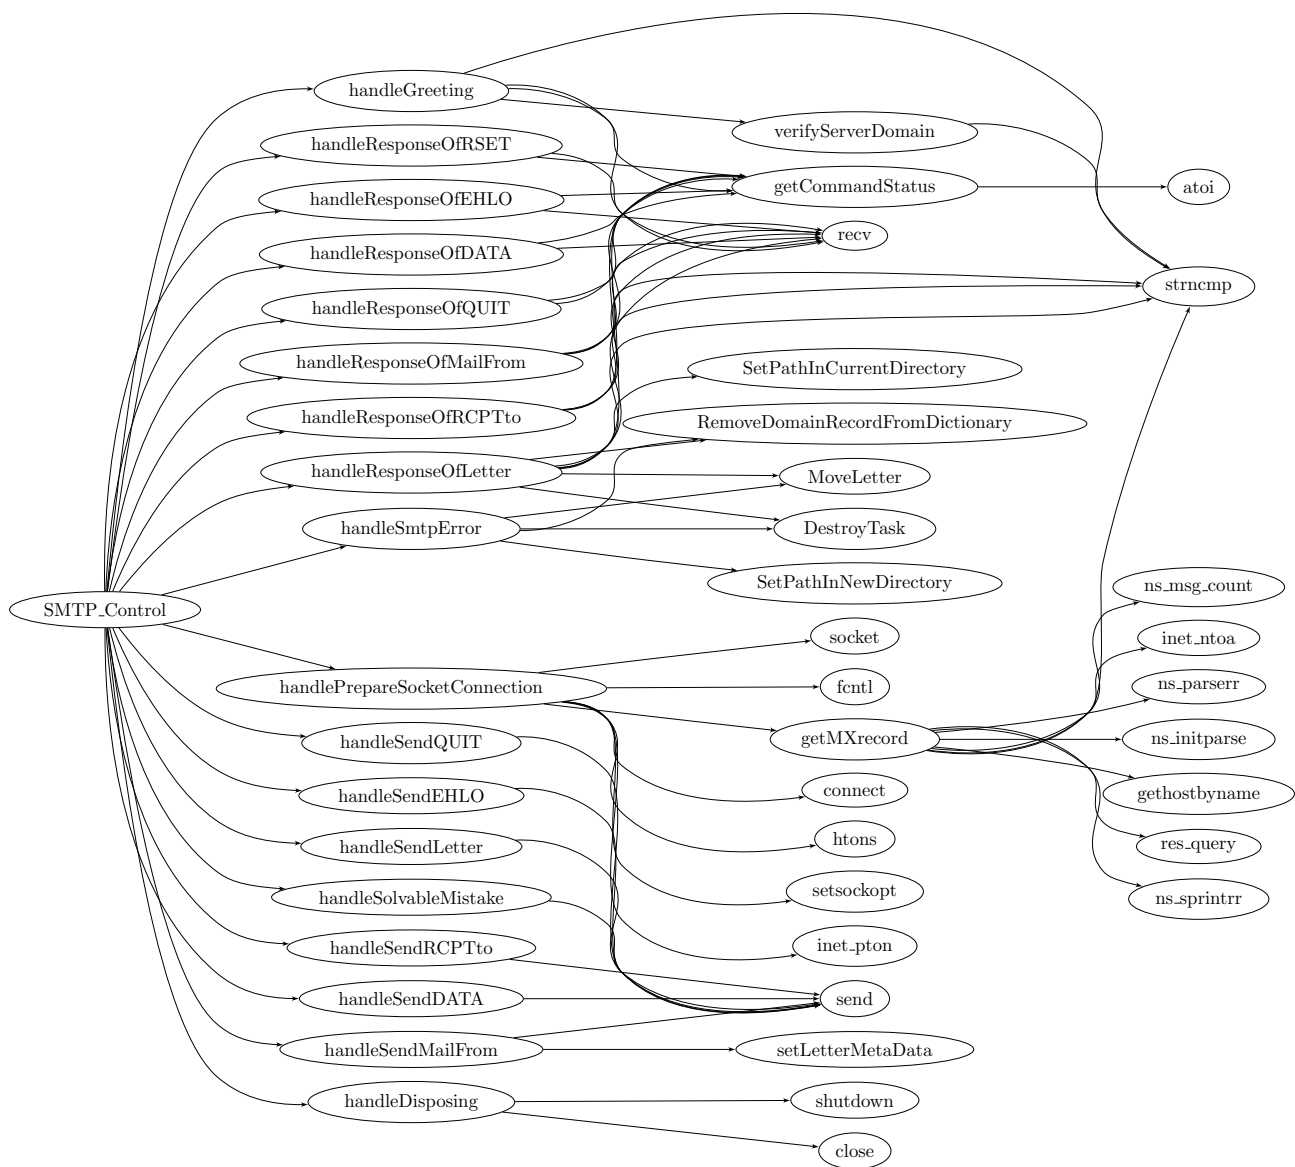 SMTP_Control
handleGreeting
handleResponseOfRSET
handleResponseOfEHLO
handleResponseOfDATA
handleResponseOfQUIT
handleResponseOfMailFrom
handleResponseOfRCPTto
handleResponseOfLetter
handleSmtpError
handlePrepareSocketConnection
handleSendQUIT
handleSendEHLO
handleSendLetter
handleSolvableMistake
handleSendRCPTto
handleSendDATA
handleSendMailFrom
handleDisposing
verifyServerDomain
getCommandStatus
recv
SetPathInCurrentDirectory
RemoveDomainRecordFromDictionary
MoveLetter
DestroyTask
SetPathInNewDirectory
socket
fcntl
getMXrecord
connect
htons
setsockopt
inet_pton
send
setLetterMetaData
shutdown
close
atoi
strncmp
ns_msg_count
inet_ntoa
ns_parserr
ns_initparse
gethostbyname
res_query
ns_sprintrr